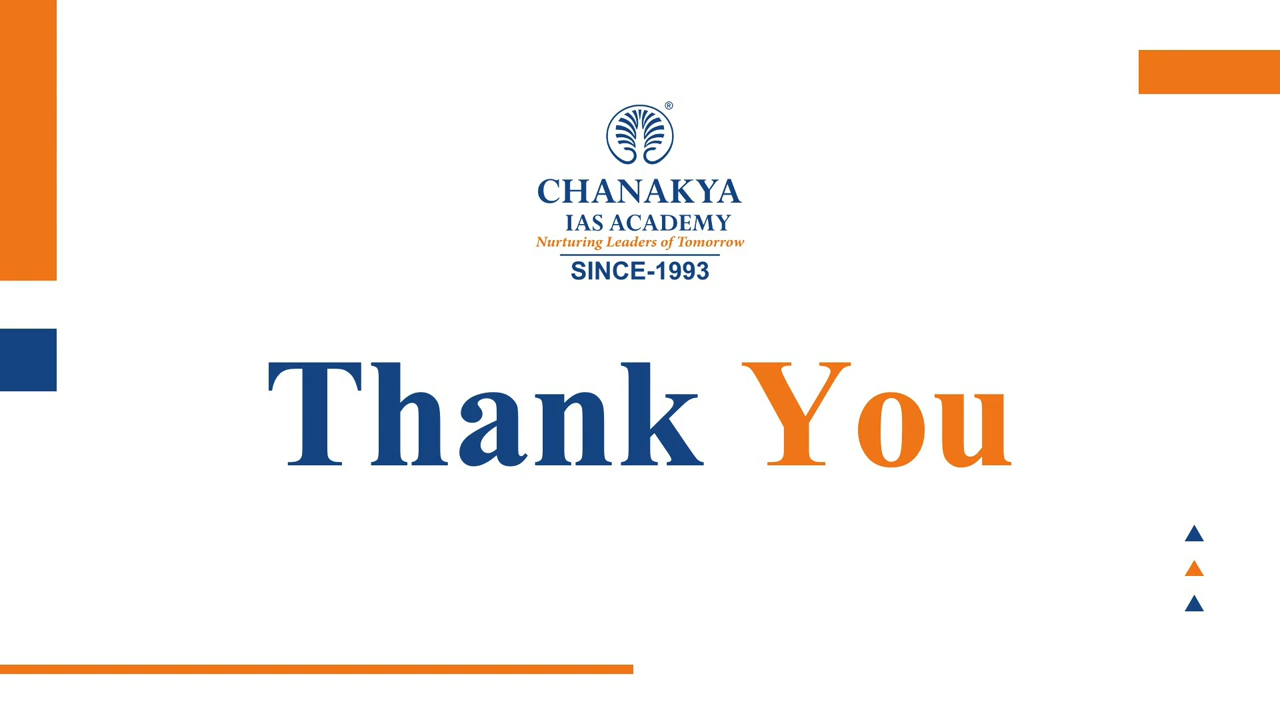 ®
CHANAKYA
IAS ACADEMY
Nurturing Leaders of Tomorrow
SINCE-1993
Thank You